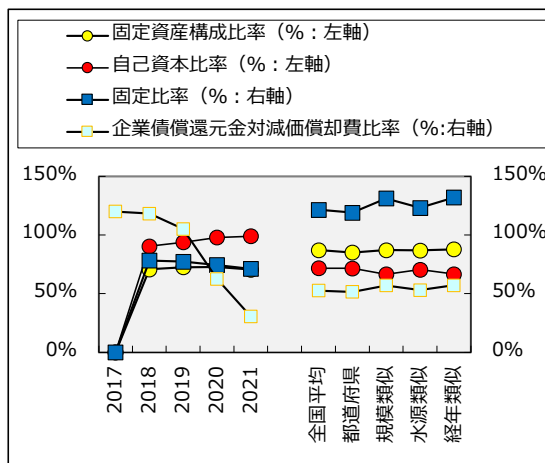 固定資産構成比率（%：左軸）
自己資本比率（%：左軸）
固定比率（%：右軸）
企業債償還元金対減価償却費比率（%:右軸）
150% 150%
100% 100%
50% 50%
0% 0%
2017 2018 2019 2020 2021 全国平均 都道府県 規模類似 水源類似 経年類似